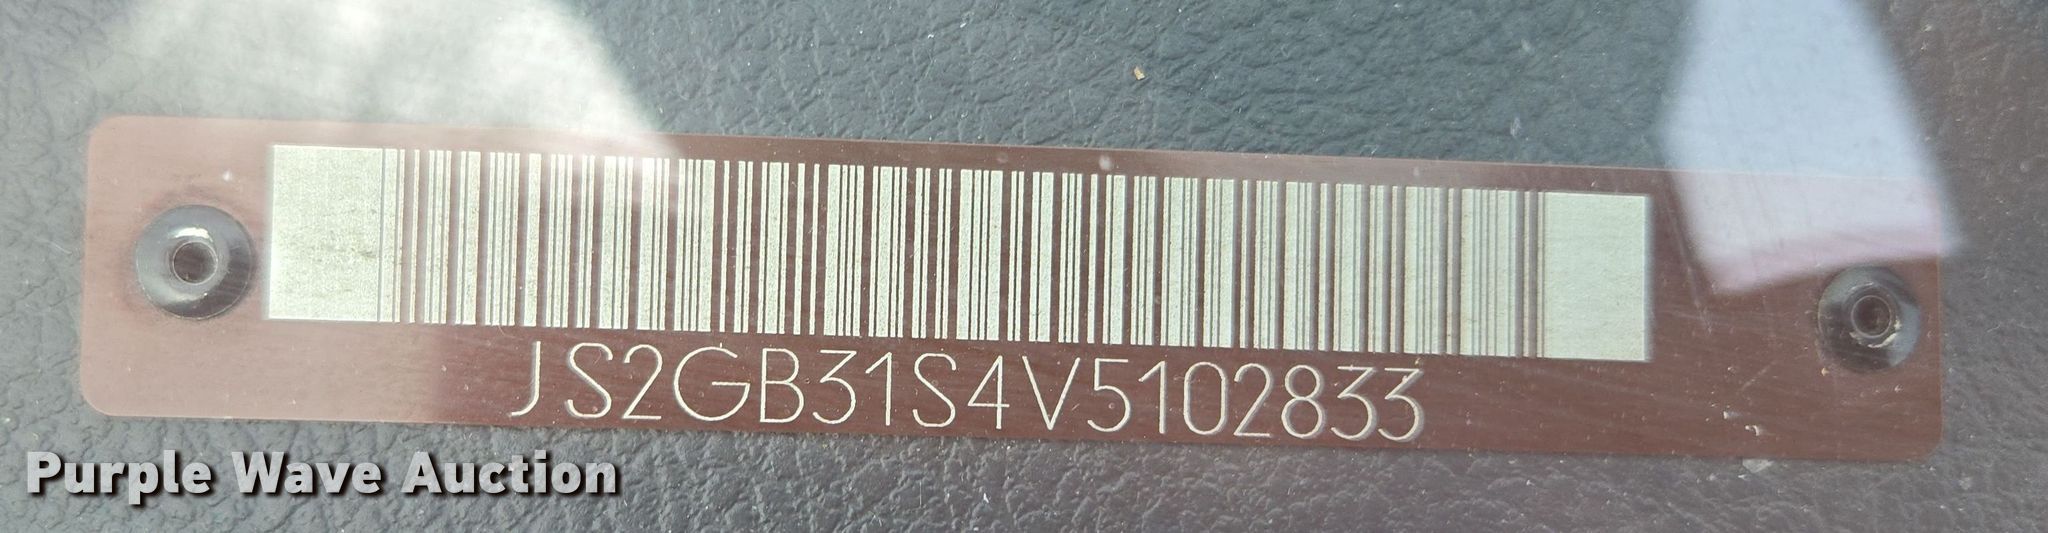 JS2GB31S4V5102833
Purple Wave Auction